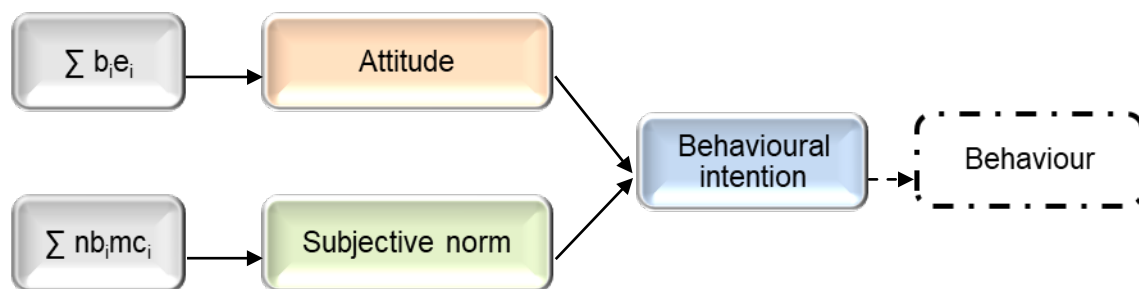 ∑ bᵢeᵢ
Attitude
Behavioural
intention
Behaviour
∑ nbᵢmcᵢ
Subjective norm